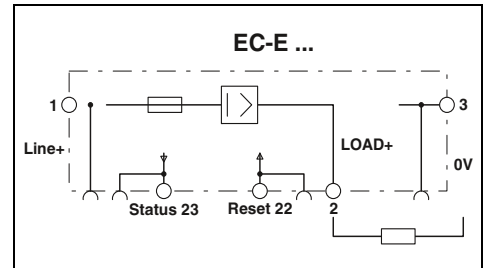 EC-E ...
1
3
Line+
LOAD+
0V
Status 23
Reset 22
2